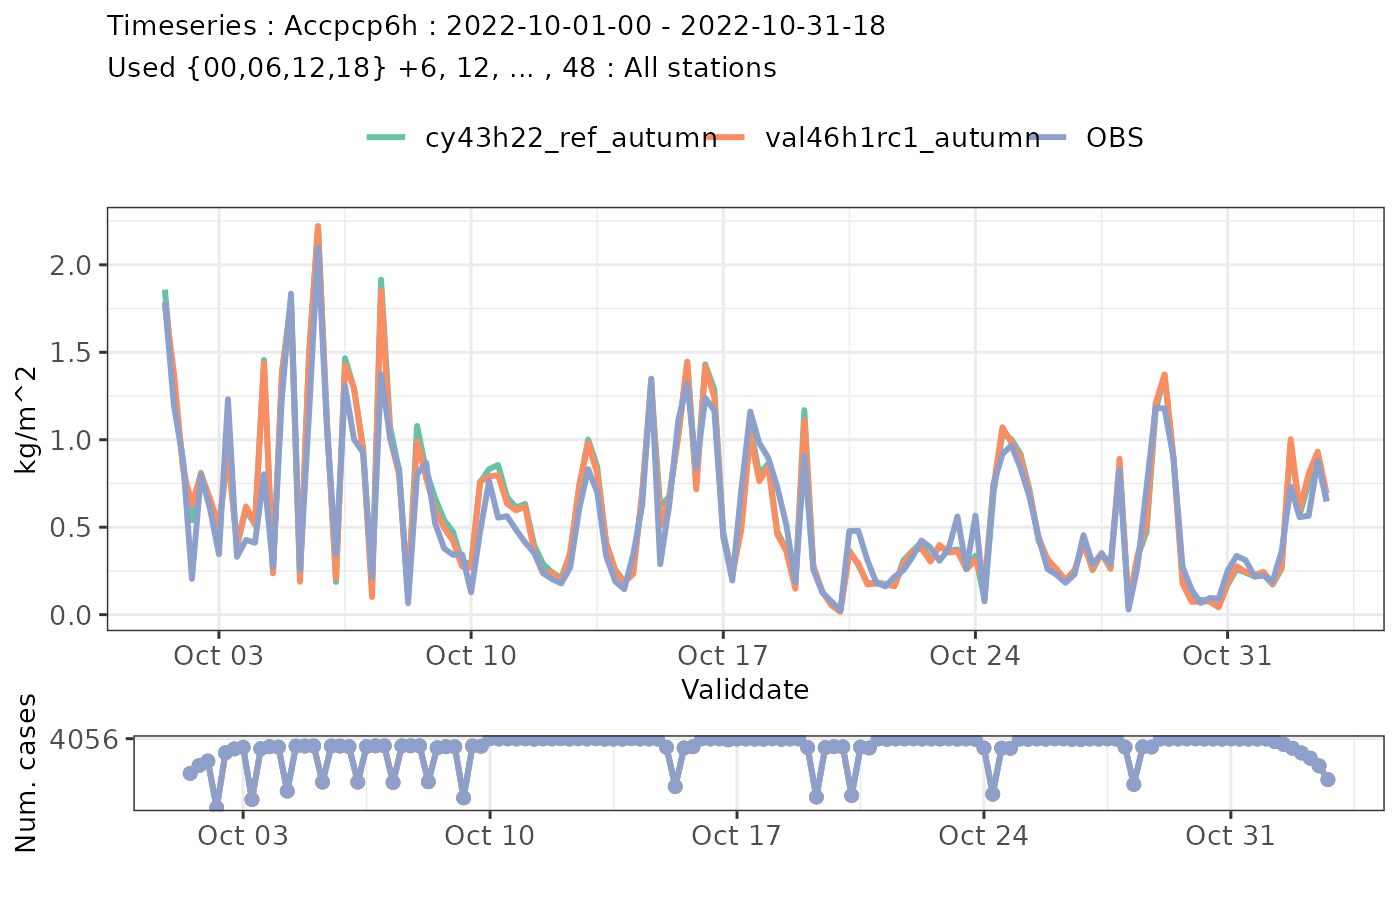 Timeseries : Accpcp6h : 2022-10-01-00 - 2022-10-31-18
Used {00,06,12,18} +6, 12, ... , 48 : All stations
cy43h22_ref_autumn val46h1rc1_autumn OBS
kg/m^2
2.0
1.5
1.0
0.5
0.0
Oct 03 Oct 10 Oct 17 Oct 24 Oct 31
Validdate
Num. cases
4056
Oct 03 Oct 10 Oct 17 Oct 24 Oct 31